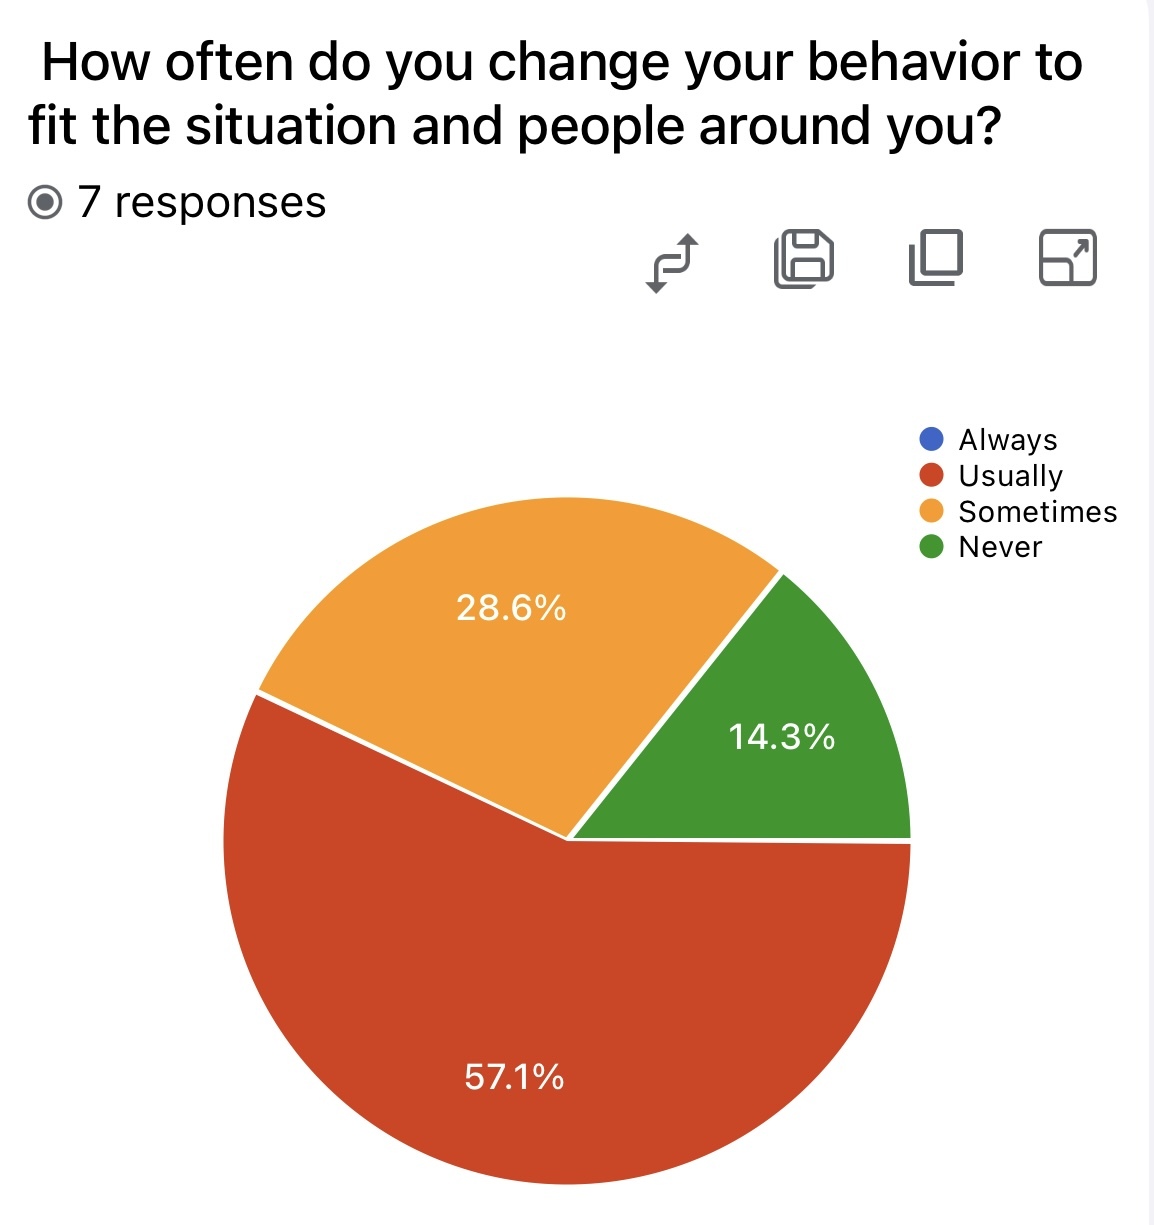 How often do you change your behavior to
fit the situation and people around you?
7 responses
Always
Usually
Sometimes
Never
28.6%
14.3%
57.1%